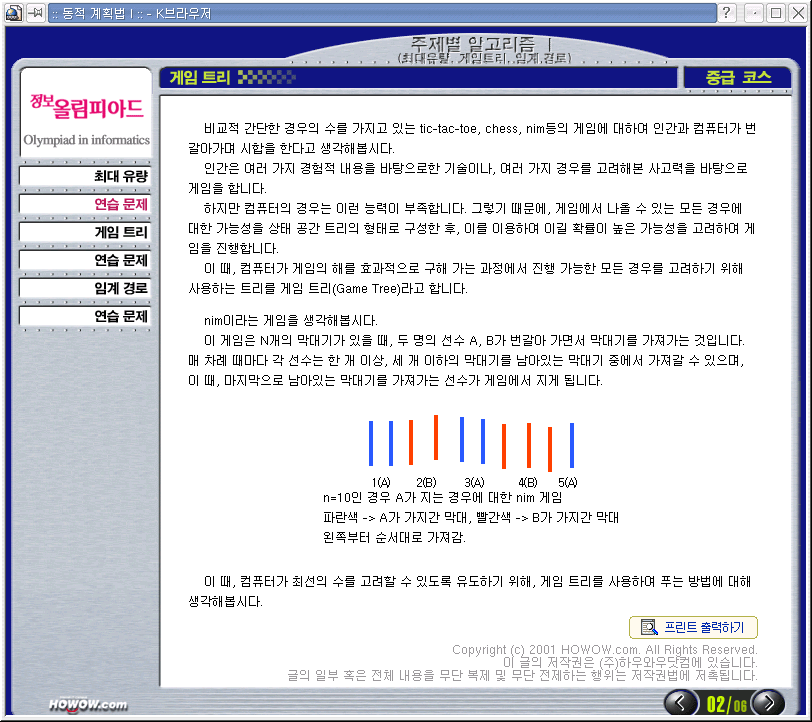 :: 동적 계획법 I :: - K브라우저
주제별 알고리즘 I
(최대유량, 게임트리, 임계,경로)
게임 트리
중급 코스
정보올림피아드
Olympiad in informatics
최대 유량
연습 문제
게임 트리
연습 문제
임계 경로
연습 문제
비교적 간단한 경우의 수를 가지고 있는 tic-tac-toe, chess, nim등의 게임에 대하여 인간과 컴퓨터가 번
갈아가며 시합을 한다고 생각해봅시다.
인간은 여러 가지 경험적 내용을 바탕으로한 기술이나, 여러 가지 경우를 고려해본 사고력을 바탕으로
게임을 합니다.
하지만 컴퓨터의 경우는 이런 능력이 부족합니다. 그렇기 때문에, 게임에서 나올 수 있는 모든 경우에
대한 가능성을 상태 공간 트리의 형태로 구성한 후, 이를 이용하여 이길 확률이 높은 가능성을 고려하여 게
임을 진행합니다.
이 때, 컴퓨터가 게임의 해를 효과적으로 구해 가는 과정에서 진행 가능한 모든 경우를 고려하기 위해
사용하는 트리를 게임 트리(Game Tree)라고 합니다.
nim이라는 게임을 생각해봅시다.
이 게임은 N개의 막대기가 있을 때, 두 명의 선수 A, B가 번갈아 가면서 막대기를 가져가는 것입니다.
매 차례 때마다 각 선수는 한 개 이상, 세 개 이하의 막대기를 남아있는 막대기 중에서 가져갈 수 있으며,
이 때, 마지막으로 남아있는 막대기를 가져가는 선수가 게임에서 지게 됩니다.
1(A) 2(B) 3(A) 4(B) 5(A)
n=10인 경우 A가 지는 경우에 대한 nim 게임
파란색 -> A가 가지간 막대, 빨간색 -> B가 가지간 막대
왼쪽부터 순서대로 가져감.
이 때, 컴퓨터가 최선의 수를 고려할 수 있도록 유도하기 위해, 게임 트리를 사용하여 푸는 방법에 대해
생각해봅시다.
프린트 출력하기
Copyright (c) 2001 HOWOW.com. All Rights Reserved.
이 글의 저작권은 (주)하우와우닷컴에 있습니다.
글의 일부 혹은 전체 내용을 무단 복제 및 무단 전제하는 행위는 저작권법에 저촉됩니다.
HOWOW.com
02/06